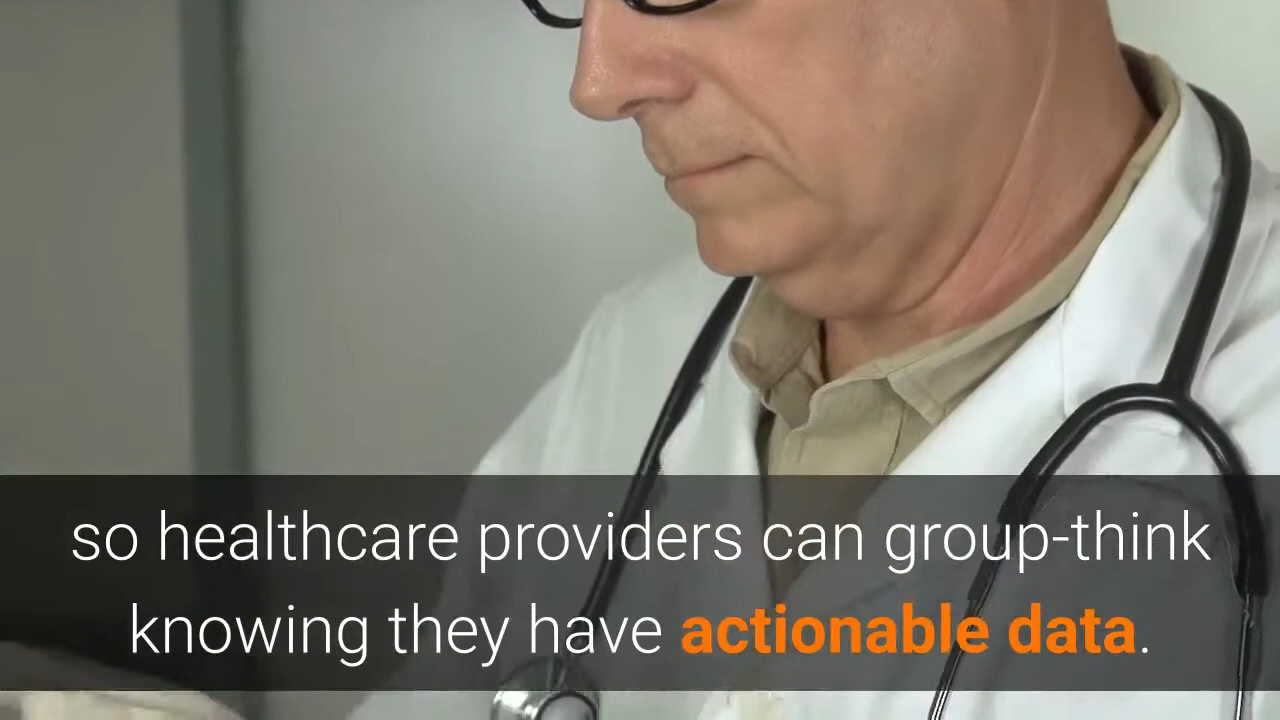 so healthcare providers can group-think
knowing they have actionable data.